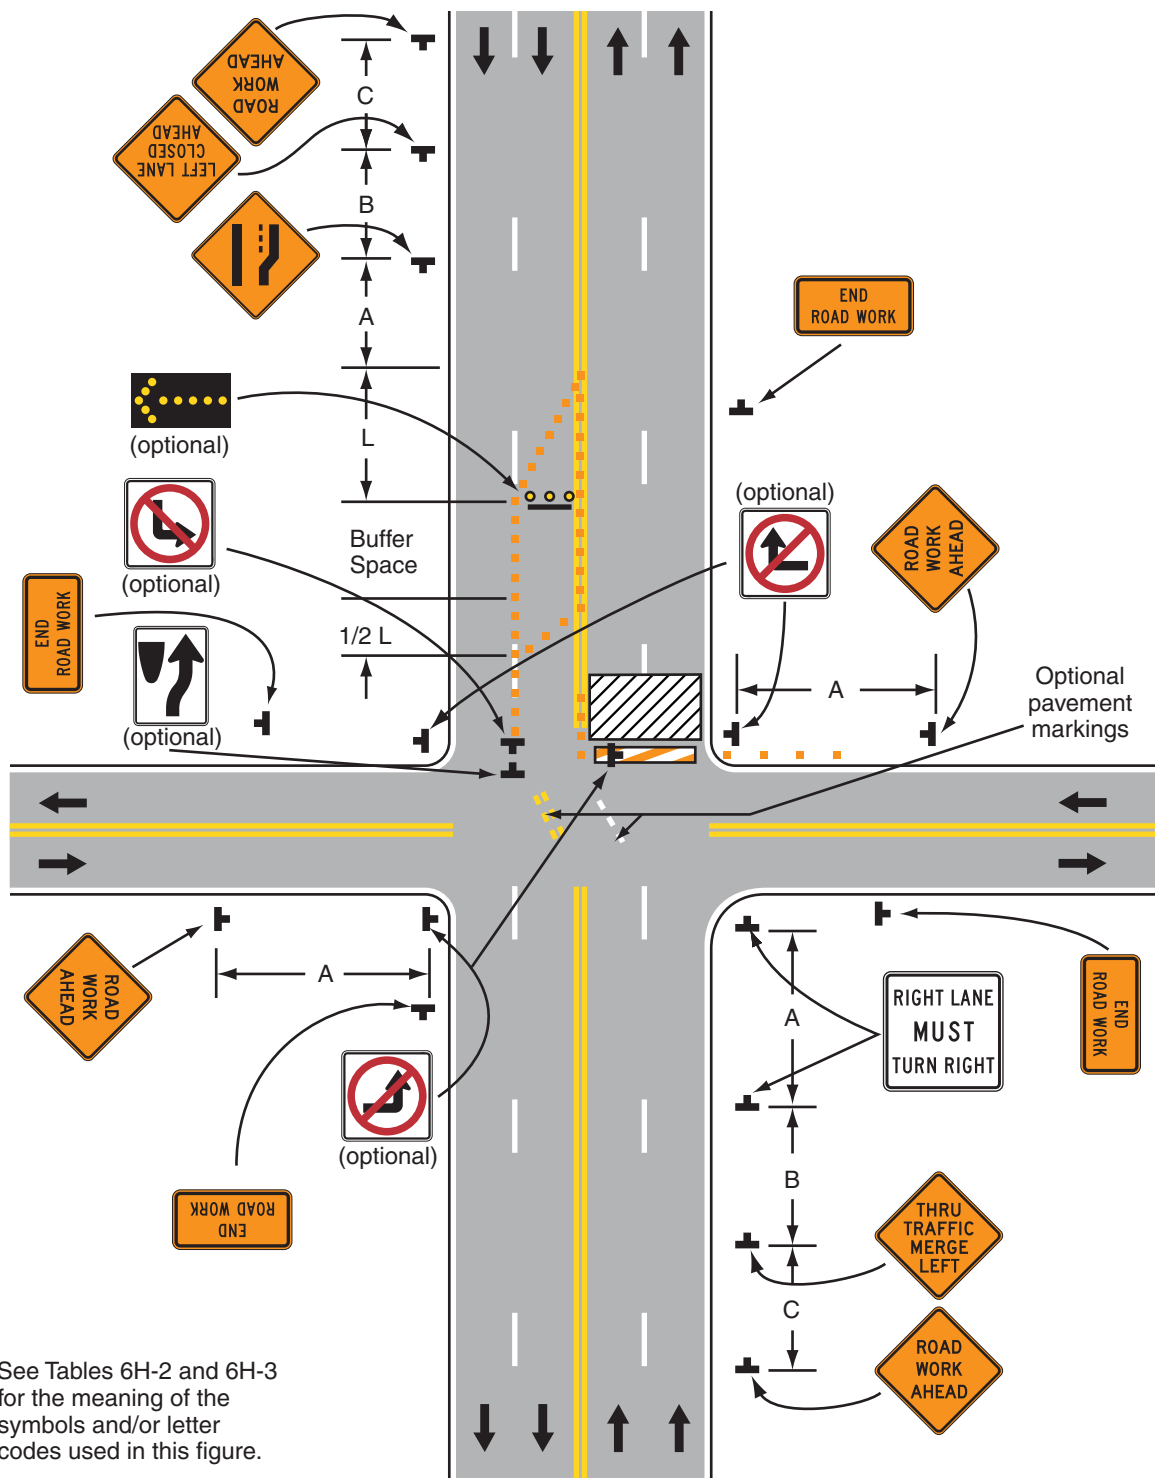 ROAD
WORK
AHEAD
C
LEFT LANE
CLOSED
AHEAD
B
A
END
ROAD WORK
(optional)
L
(optional)
ROAD
WORK
AHEAD
Buffer
Space
(optional)
END
ROAD WORK
1/2 L
(optional)
A
Optional
pavement
markings
ROAD
WORK
AHEAD
A
RIGHT LANE
MUST
TURN RIGHT
A
END
ROAD WORK
(optional)
END
ROAD WORK
B
THRU
TRAFFIC
MERGE
LEFT
C
ROAD
WORK
AHEAD
See Tables 6H-2 and 6H-3
for the meaning of the
symbols and/or letter
codes used in this figure.